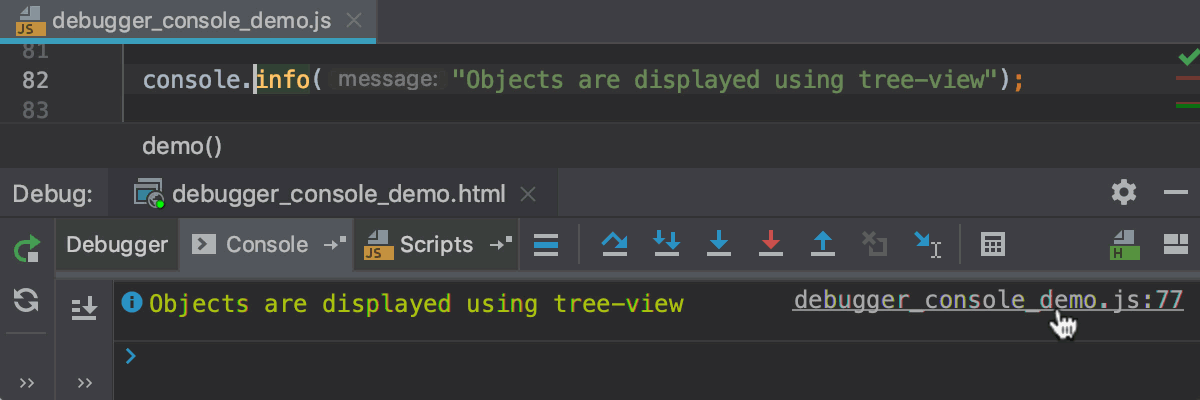 debugger_console_demo.js
81
82 console.info( message: "Objects are displayed using tree-view");
83
demo()
Debug: debugger_console_demo.html
Debugger Console Scripts
JS
H
Objects are displayed using tree-view debugger_console_demo.js:77